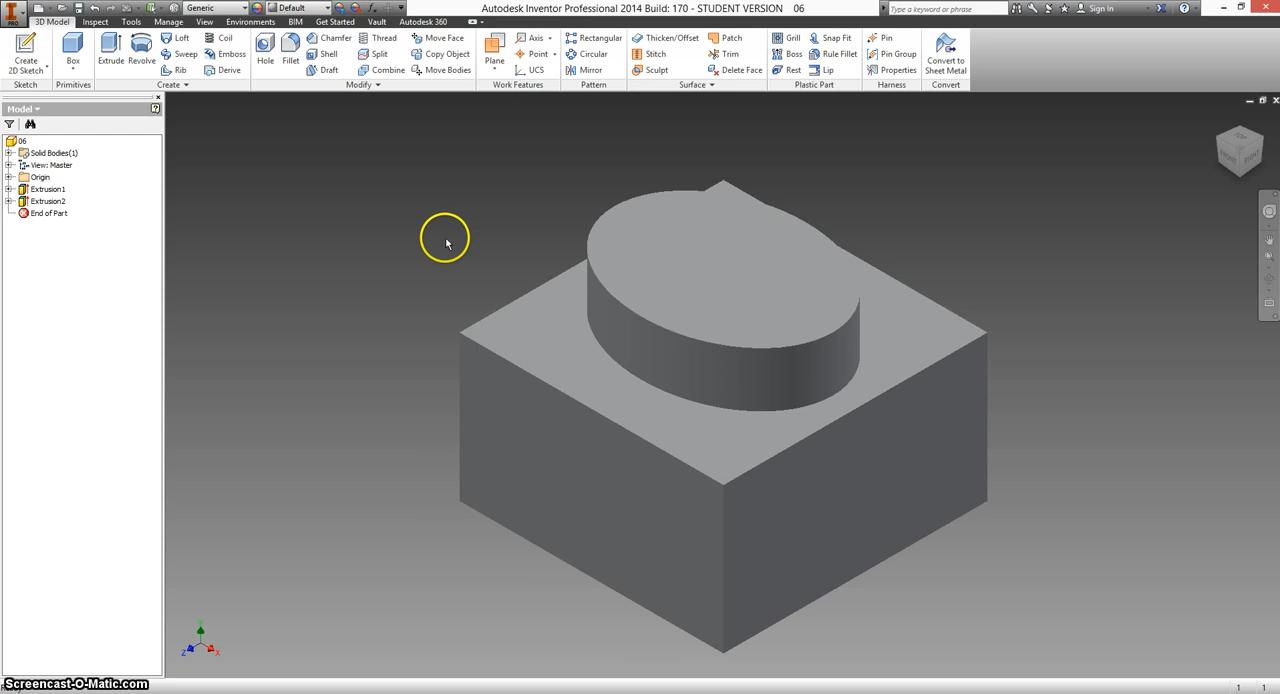 Generic
Default
Autodesk Inventor Professional 2014 Build: 170 - STUDENT VERSION 06
Type a keyword or phrase
Sign In
PRO
3D Model
Inspect
Tools
Manage
View
Environments
BIM
Get Started
Vault
Autodesk 360
Create
2D Sketch
Sketch
Box
Primitives
Extrude
Revolve
Loft
Sweep
Rib
Coil
Emboss
Derive
Create
Hole
Fillet
Chamfer
Shell
Draft
Thread
Split
Combine
Move Face
Copy Object
Move Bodies
Modify
Plane
Axis
Point
UCS
Work Features
Rectangular
Circular
Mirror
Pattern
Thicken/Offset
Stitch
Sculpt
Patch
Trim
Delete Face
Surface
Grill
Boss
Rest
Snap Fit
Rule Fillet
Lip
Plastic Part
Pin
Pin Group
Properties
Harness
Convert to
Sheet Metal
Convert
Model
06
Solid Bodies(1)
View: Master
Origin
Extrusion1
Extrusion2
End of Part
Z
X
Screencast-O-Matic.com
1 1